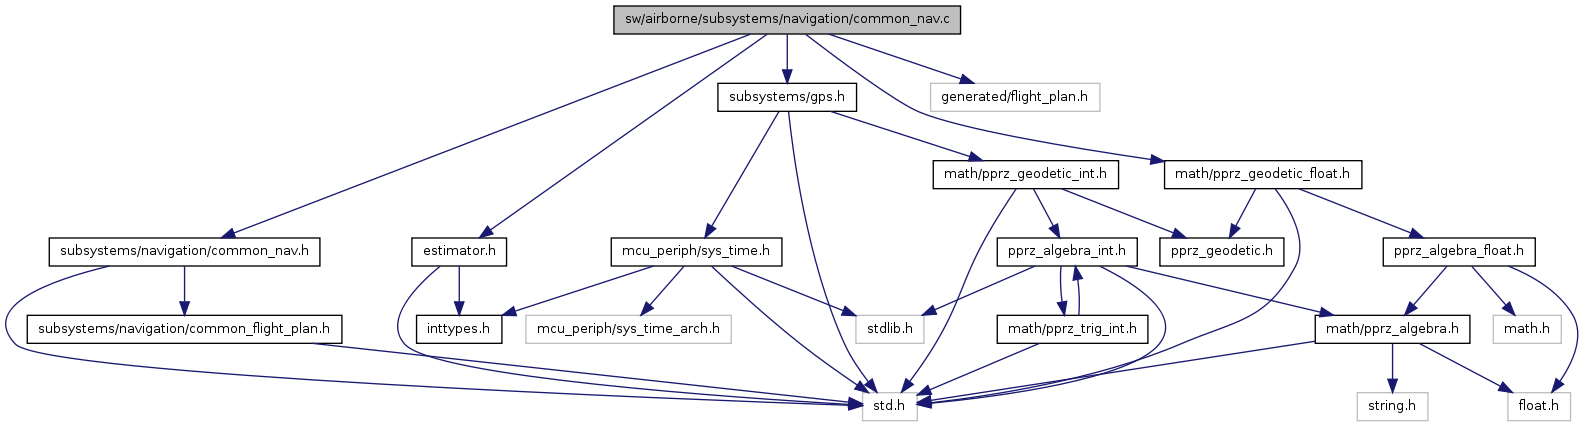 sw/airborne/subsystems/navigation/common_nav.c
subsystems/gps.h
generated/flight_plan.h
math/pprz_geodetic_int.h
math/pprz_geodetic_float.h
subsystems/navigation/common_nav.h
estimator.h
mcu_periph/sys_time.h
pprz_algebra_int.h
pprz_geodetic.h
pprz_algebra_float.h
subsystems/navigation/common_flight_plan.h
inttypes.h
mcu_periph/sys_time_arch.h
stdlib.h
math/pprz_trig_int.h
math/pprz_algebra.h
math.h
std.h
string.h
float.h